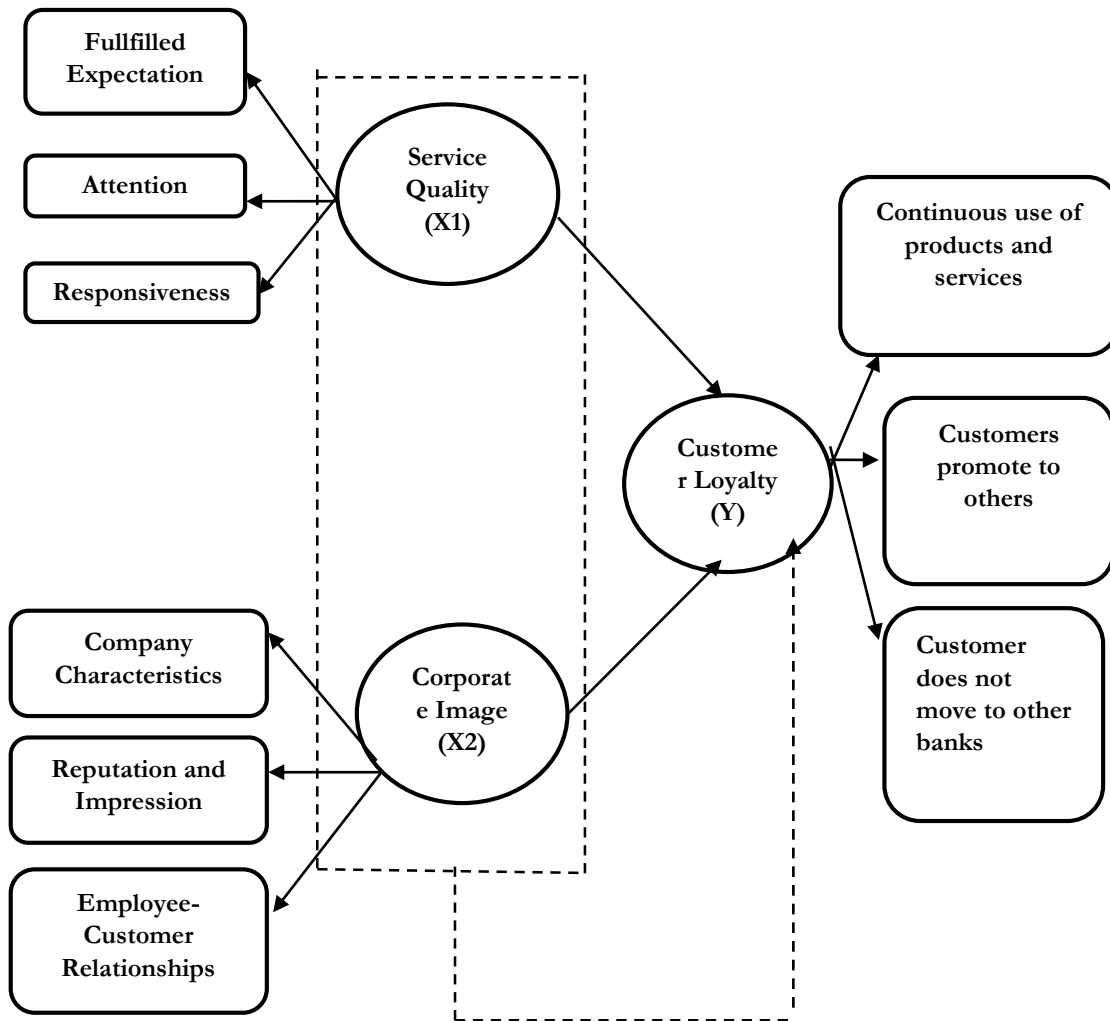 Fullfilled
Expectation
Attention
Responsiveness
Service
Quality
(X1)
Continuous use of
products and
services
Custome
r Loyalty
(Y)
Customers
promote to
others
Customer
does not
move to other
banks
Company
Characteristics
Reputation and
Impression
Employee-
Customer
Relationships
Corporat
e Image
(X2)